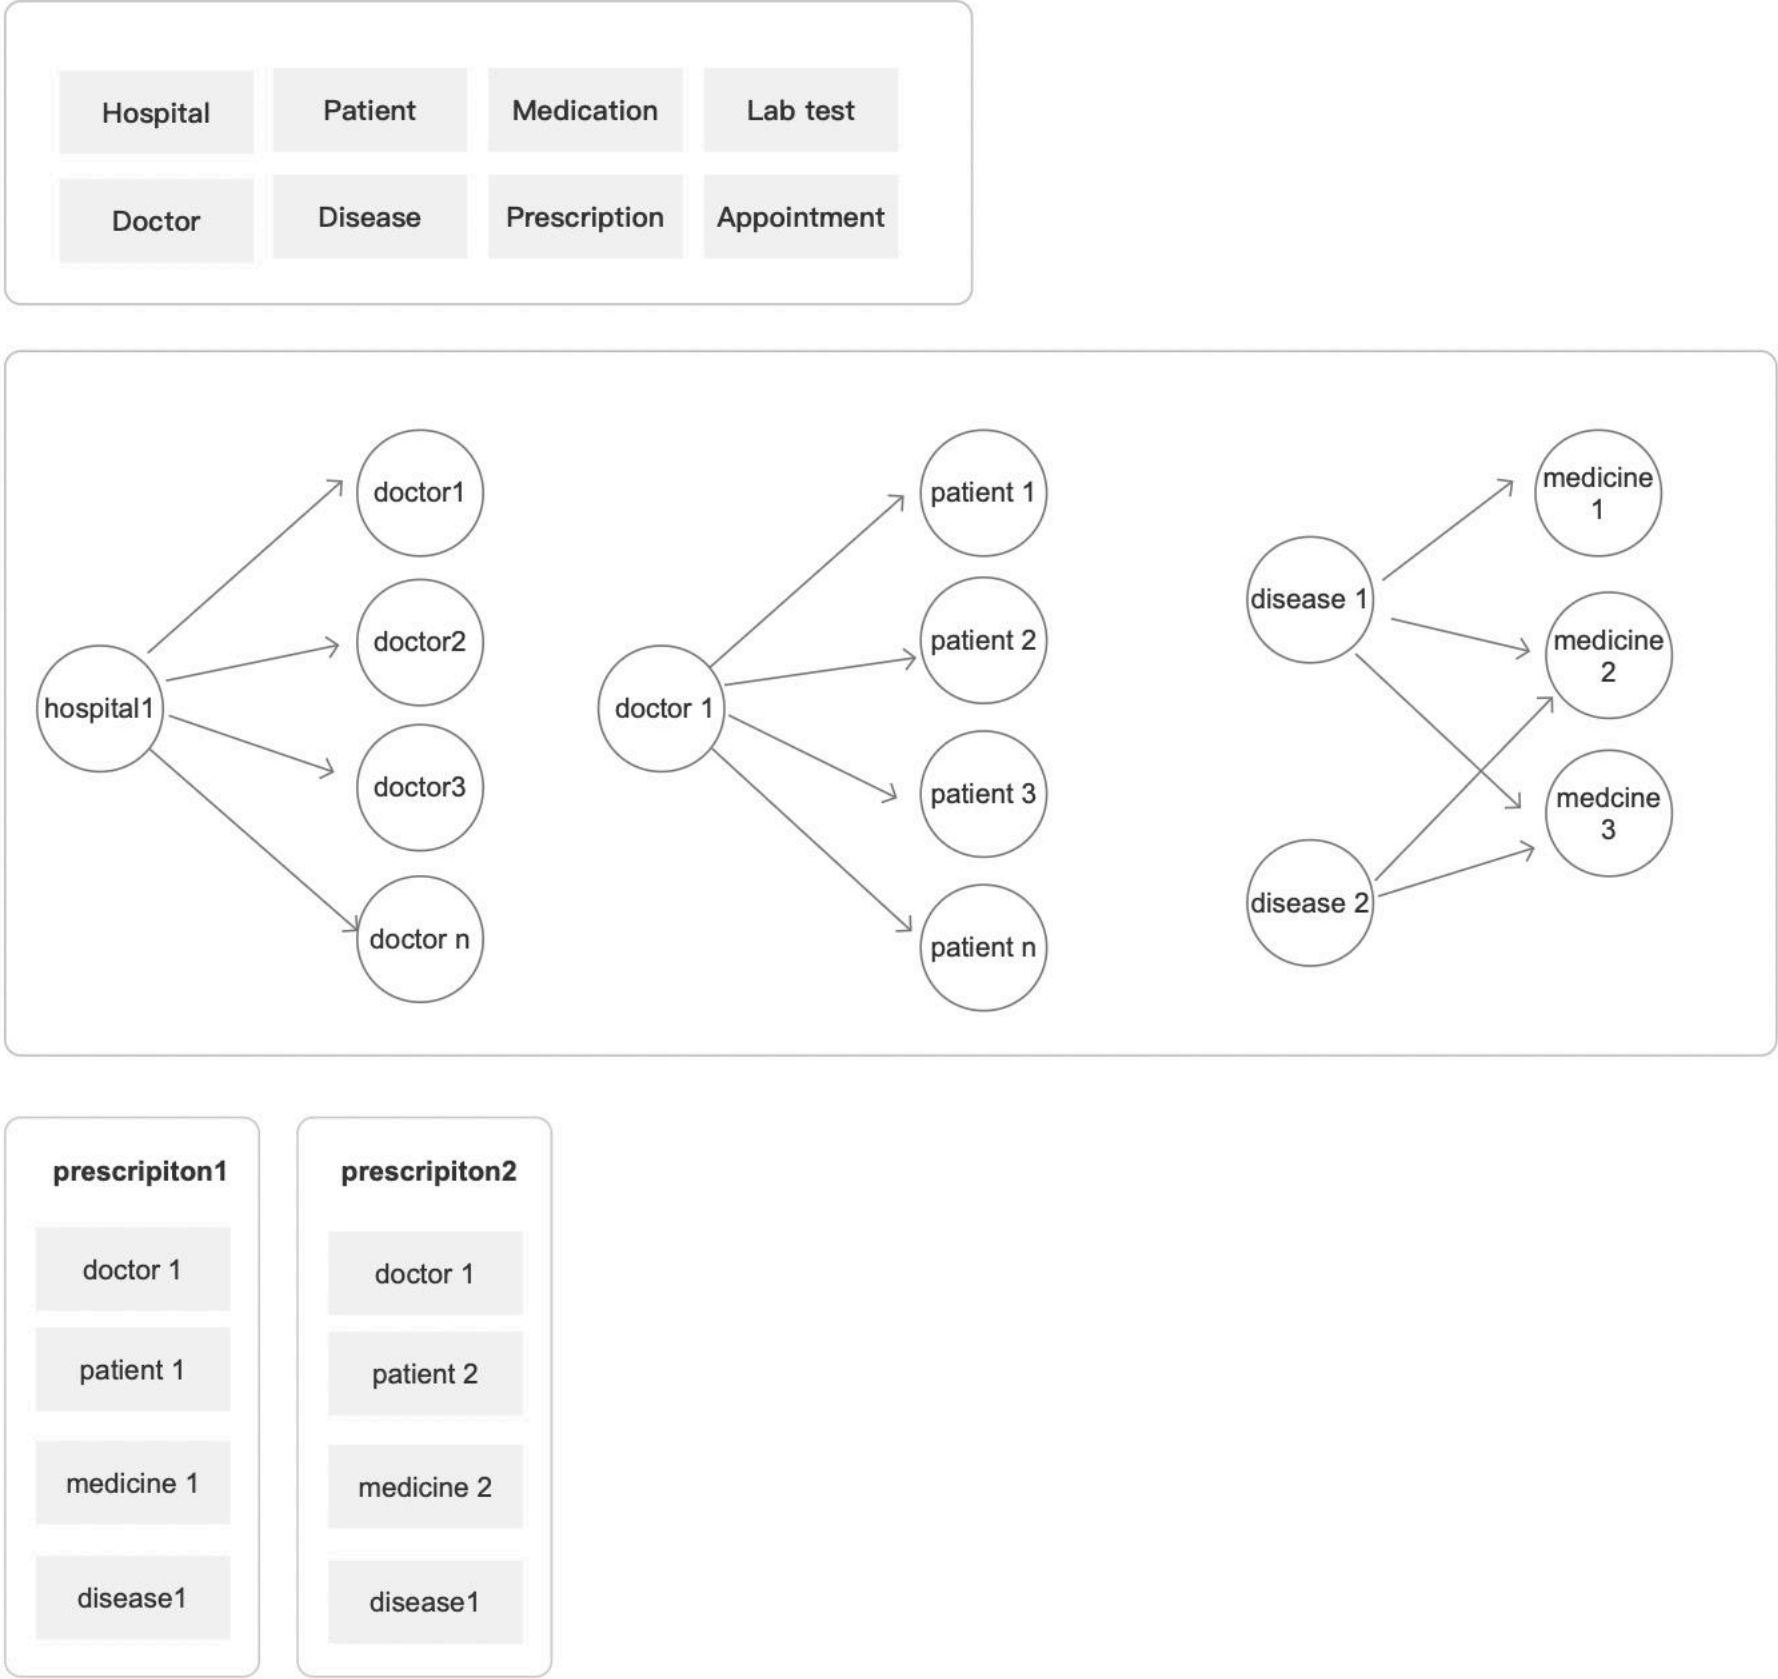 Hospital
Patient
Medication
Lab test
Doctor
Disease
Prescription
Appointment
hospital1
doctor1
doctor2
doctor3
doctor n
doctor 1
patient 1
patient 2
patient 3
patient n
disease 1
disease 2
medicine
1
medicine
2
medcine
3
prescripiton1
doctor 1
patient 1
medicine 1
disease1
prescripiton2
doctor 1
patient 2
medicine 2
disease1